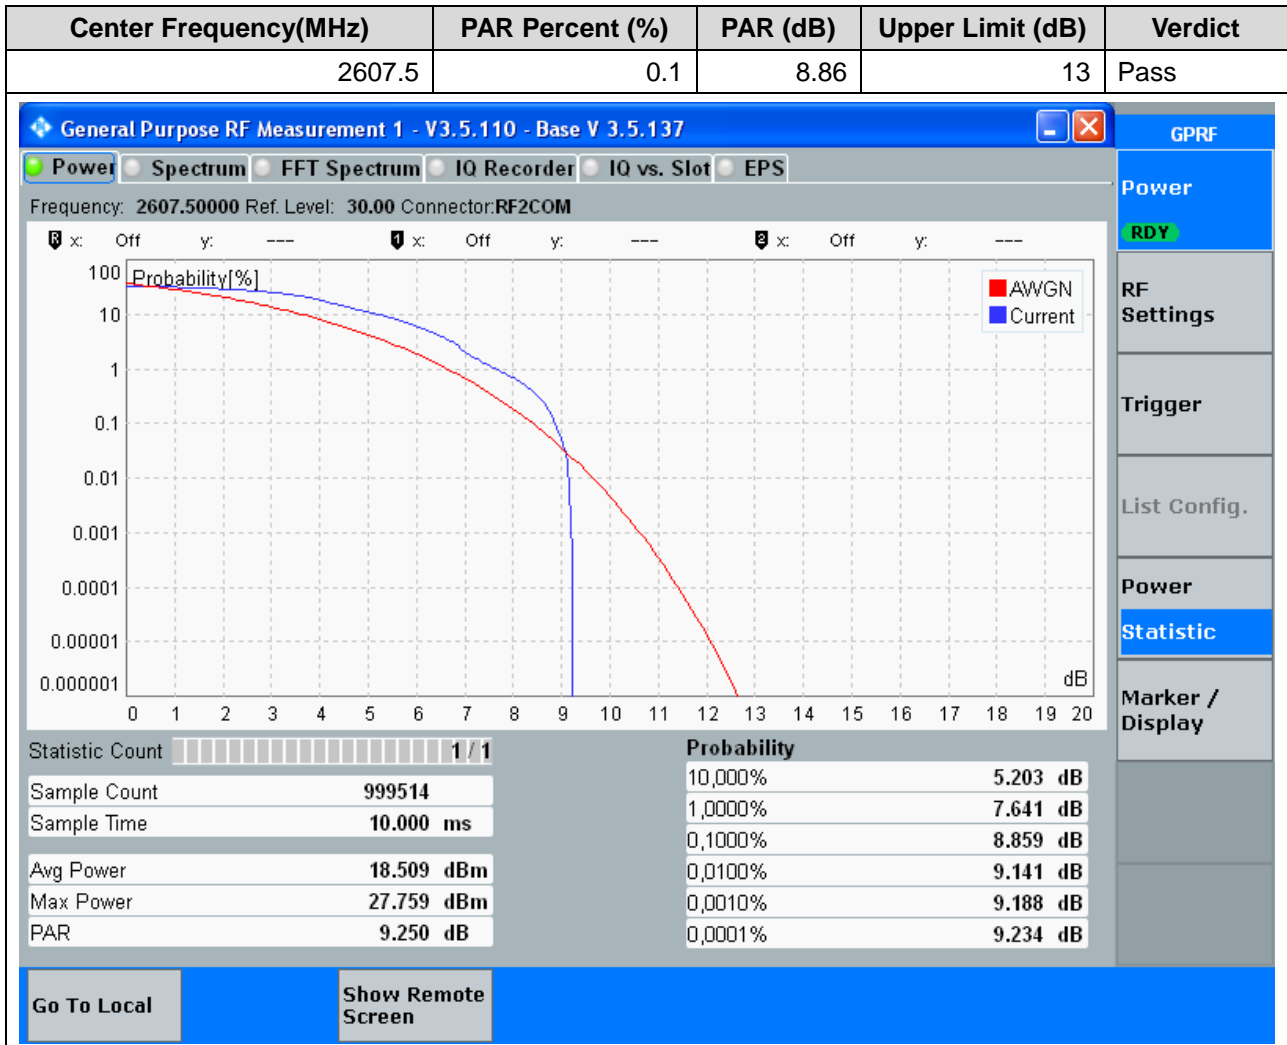 Center Frequency(MHz) PAR Percent (%) PAR (dB) Upper Limit (dB) Verdict
2607.5 0.1 8.86 13 Pass
General Purpose RF Measurement 1 - V3.5.110 - Base V 3.5.137
GPRF
Power Spectrum FFT Spectrum IQ Recorder IQ vs. Slot EPS
Power
RDY
Frequency: 2607.50000 Ref. Level: 30.00 Connector:RF2COM
R x: Off y: --- 1 x: Off y: --- 2 x: Off y: ---
Probability[%]
AWGN
Current
100
10
1
0.1
0.01
0.001
0.0001
0.00001
0.000001
dB
0 1 2 3 4 5 6 7 8 9 10 11 12 13 14 15 16 17 18 19 20
RF
Settings
Trigger
List Config.
Power
Statistic
Marker /
Display
Statistic Count 1 / 1
Sample Count 999514
Sample Time 10.000 ms
Avg Power 18.509 dBm
Max Power 27.759 dBm
PAR 9.250 dB
Probability
10,000% 5.203 dB
1,0000% 7.641 dB
0,1000% 8.859 dB
0,0100% 9.141 dB
0,0010% 9.188 dB
0,0001% 9.234 dB
Go To Local
Show Remote
Screen